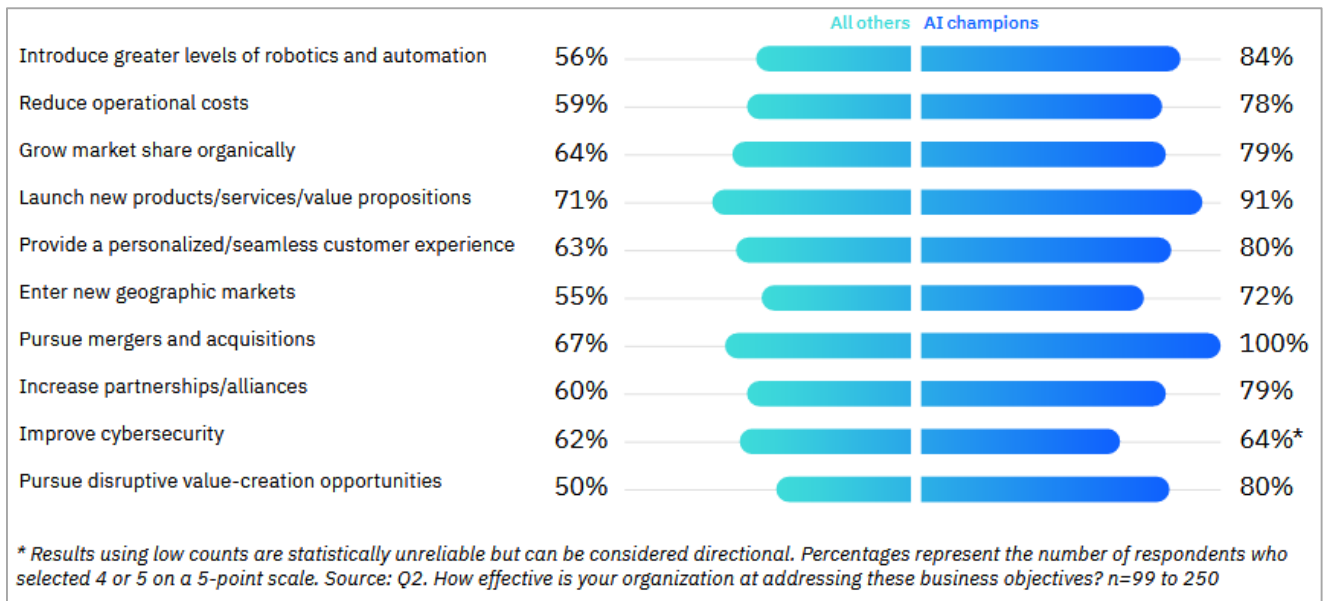 All others AI champions
Introduce greater levels of robotics and automation 56% 84%
Reduce operational costs 59% 78%
Grow market share organically 64% 79%
Launch new products/services/value propositions 71% 91%
Provide a personalized/seamless customer experience 63% 80%
Enter new geographic markets 55% 72%
Pursue mergers and acquisitions 67% 100%
Increase partnerships/alliances 60% 79%
Improve cybersecurity 62% 64%*
Pursue disruptive value-creation opportunities 50% 80%
* Results using low counts are statistically unreliable but can be considered directional. Percentages represent the number of respondents who
selected 4 or 5 on a 5-point scale. Source: Q2. How effective is your organization at addressing these business objectives? n=99 to 250